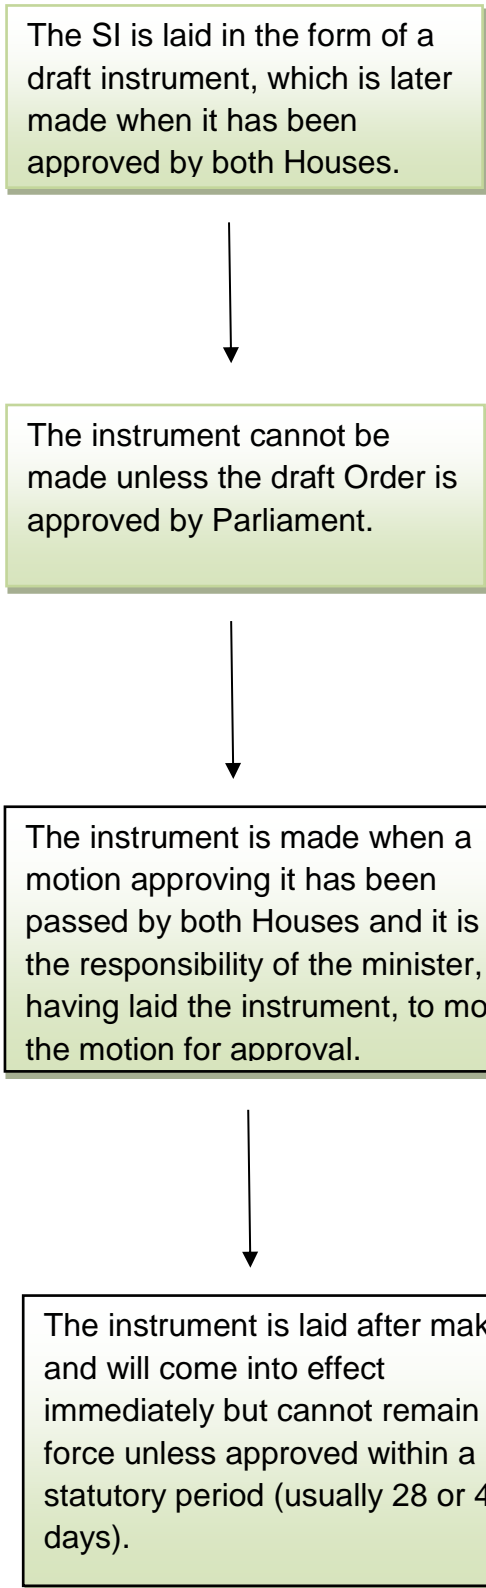 The SI is laid in the form of a
draft instrument, which is later
made when it has been
approved by both Houses.
The instrument cannot be
made unless the draft Order is
approved by Parliament.
The instrument is made when a
motion approving it has been
passed by both Houses and it is
the responsibility of the minister,
having laid the instrument, to
the motion for approval.
The instrument is laid after
and will come into effect
immediately but cannot remain
force unless approved within a
statutory period (usually 28 or
days).